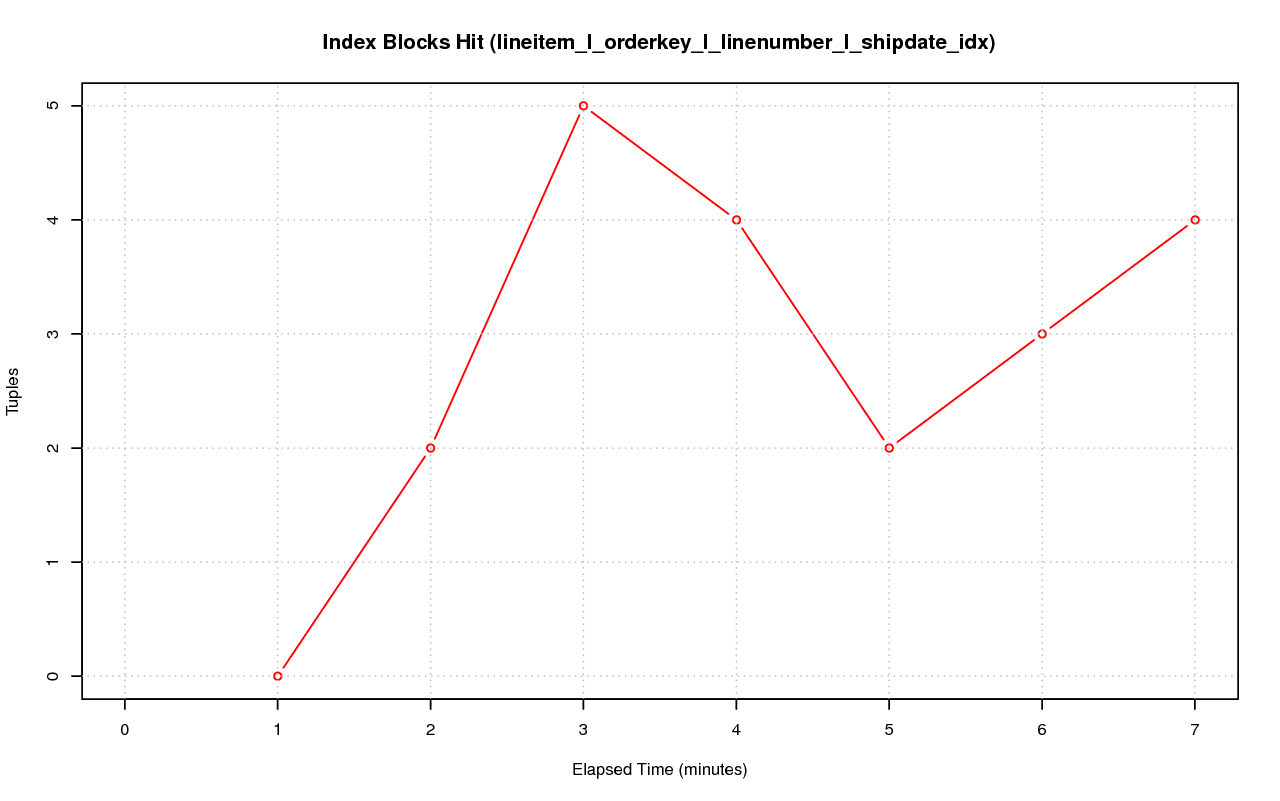 Index Blocks Hit (lineitem_l_orderkey_l_linenumber_l_shipdate_idx)
Tuples
5
4
3
2
1
0
0 1 2 3 4 5 6 7
Elapsed Time (minutes)